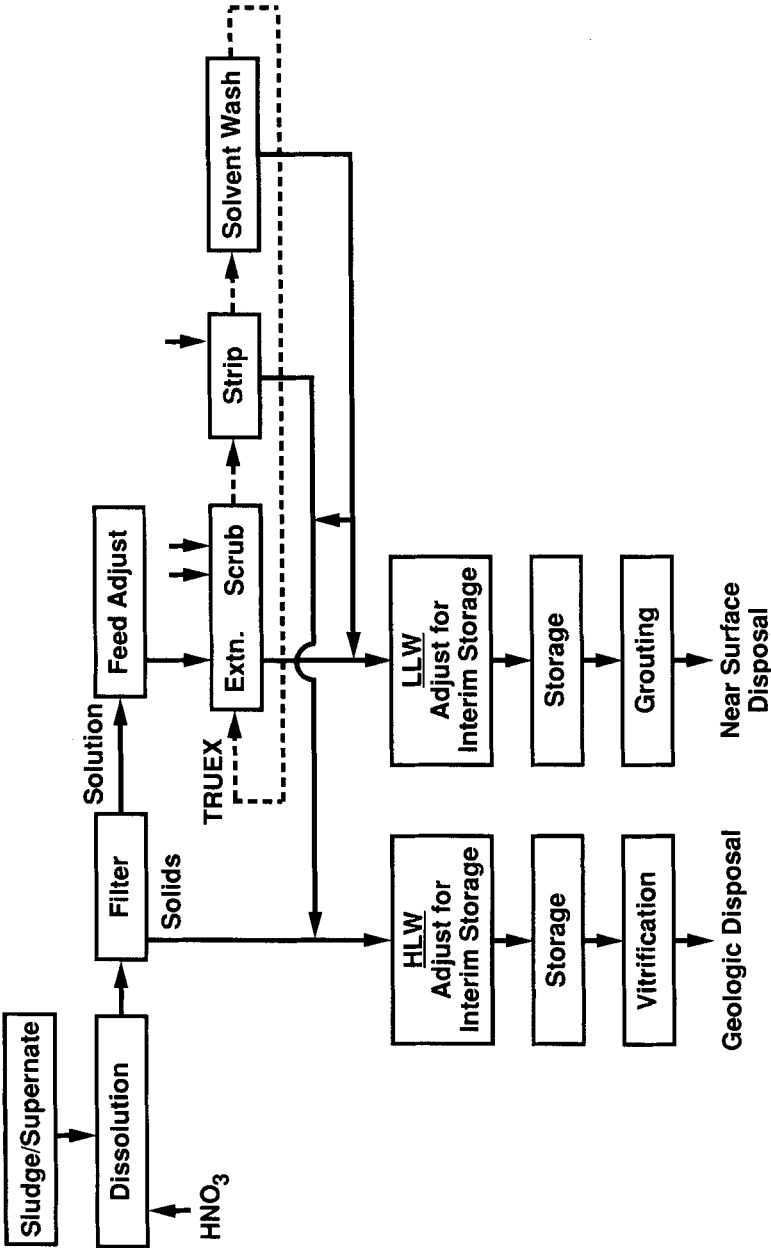 Sludge/Supernate
Dissolution
HNO3
Filter
Solution
Solids
Feed Adjust
TRUEX
Extn. Scrub
Strip
Solvent Wash
HLW
Adjust for
Interim Storage
Storage
Vitrification
Geologic Disposal
LLW
Adjust for
Interim Storage
Storage
Grouting
Near Surface
Disposal